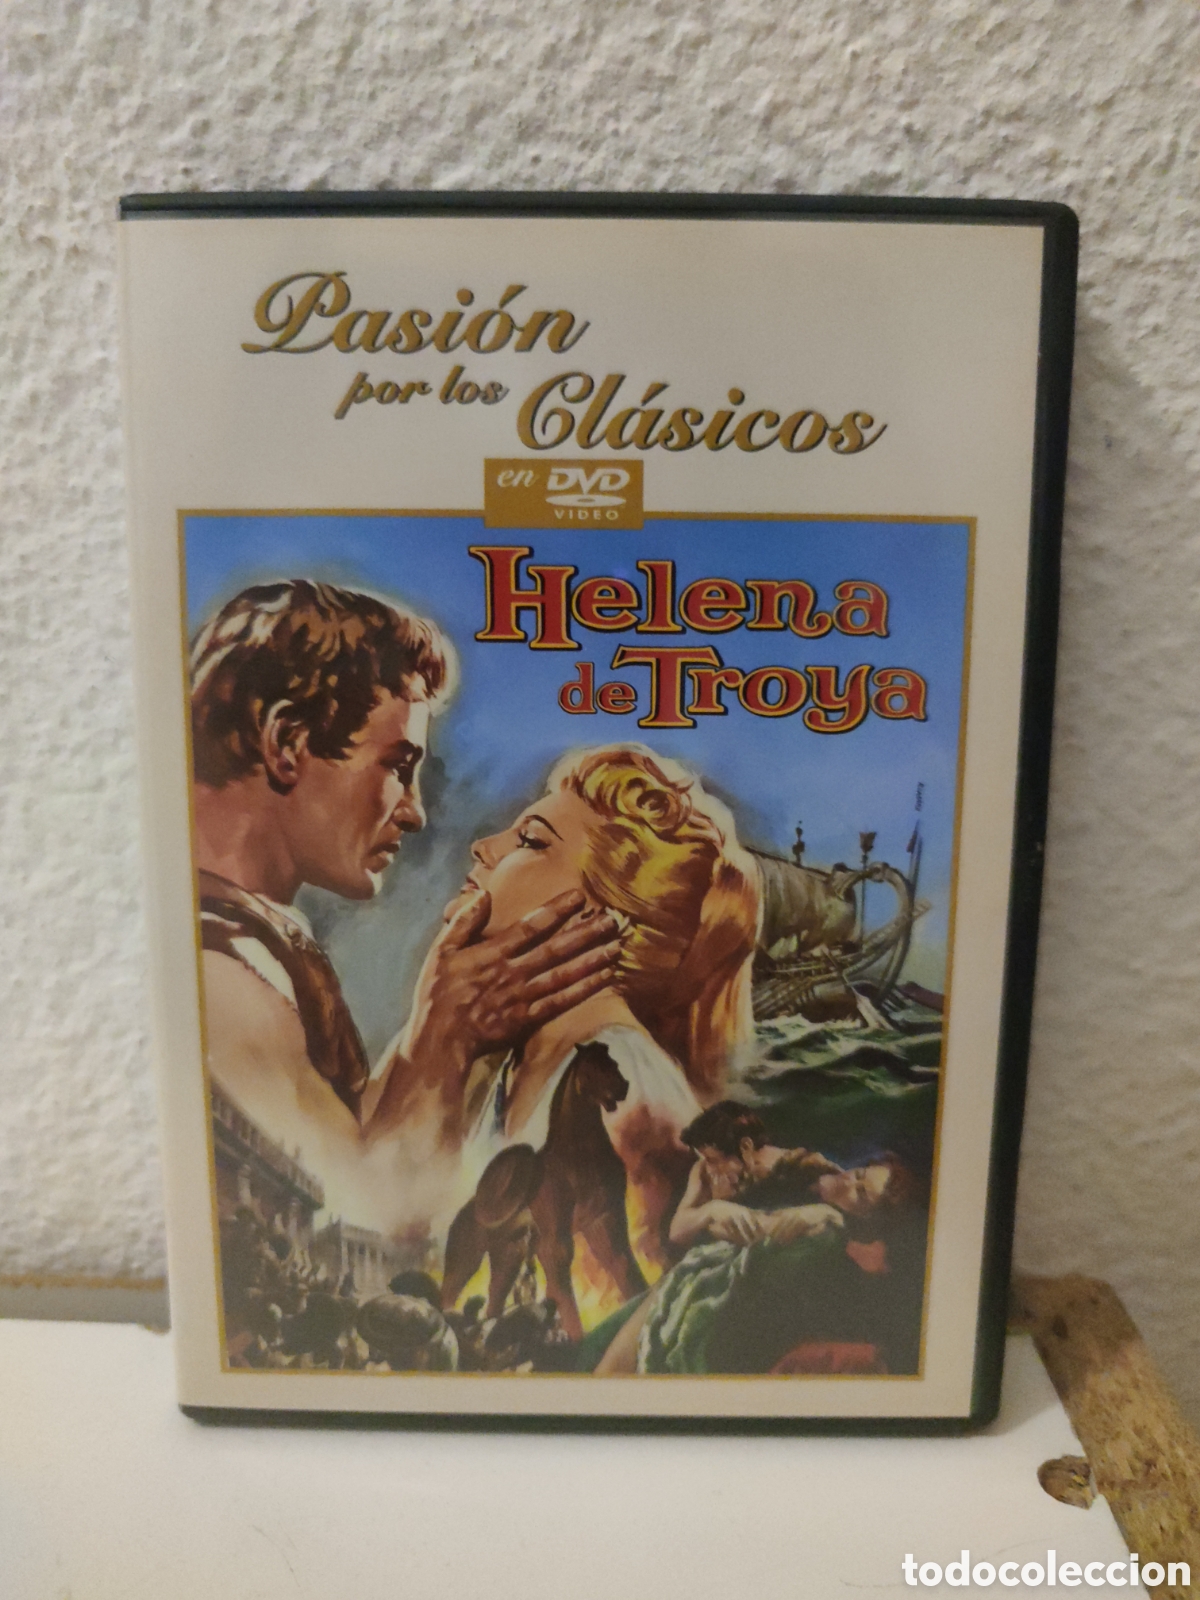 Pasión
por los Clásicos
en DVD
VIDEO
Helena
de Troya
todocoleccion